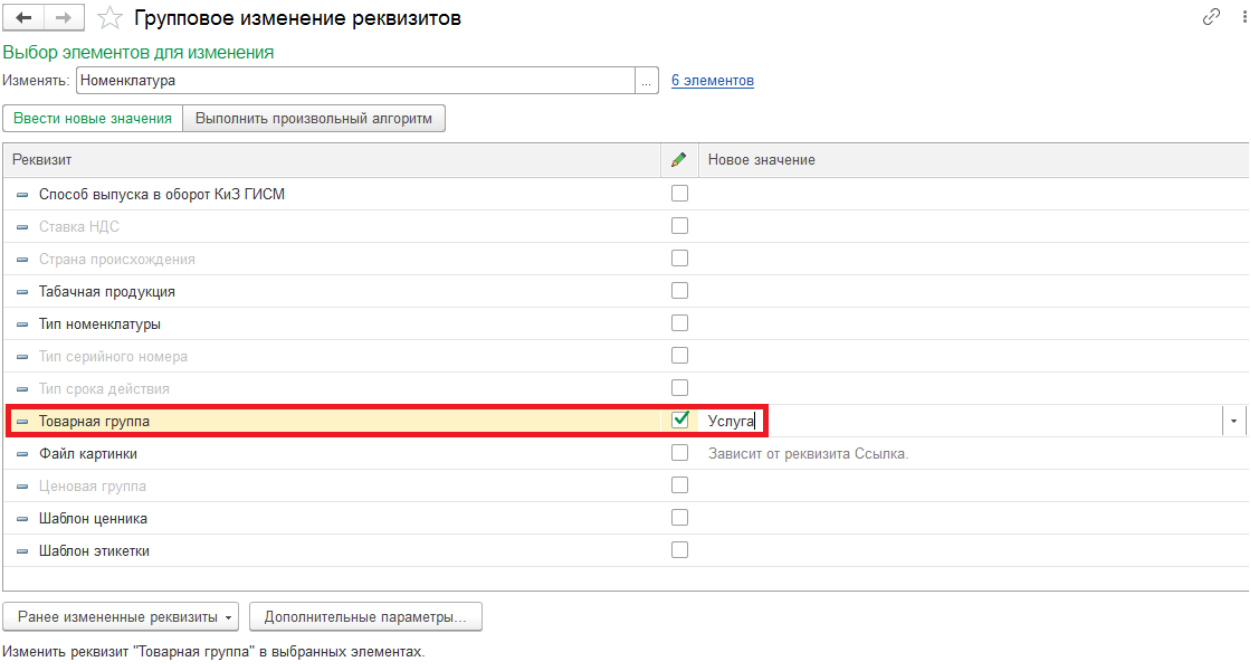 Групповое изменение реквизитов
Выбор элементов для изменения
Изменять: Номенклатура ... 6 элементов
Ввести новые значения Выполнить произвольный алгоритм
Реквизит Новое значение
Способ выпуска в оборот КиЗ ГИСМ
Ставка НДС
Страна происхождения
Табачная продукция
Тип номенклатуры
Тип серийного номера
Тип срока действия
Товарная группа Услуга
Файл картинки Зависит от реквизита Ссылка.
Ценовая группа
Шаблон ценника
Шаблон этикетки
Ранее измененные реквизиты Дополнительные параметры...
Изменить реквизит "Товарная группа" в выбранных элементах.